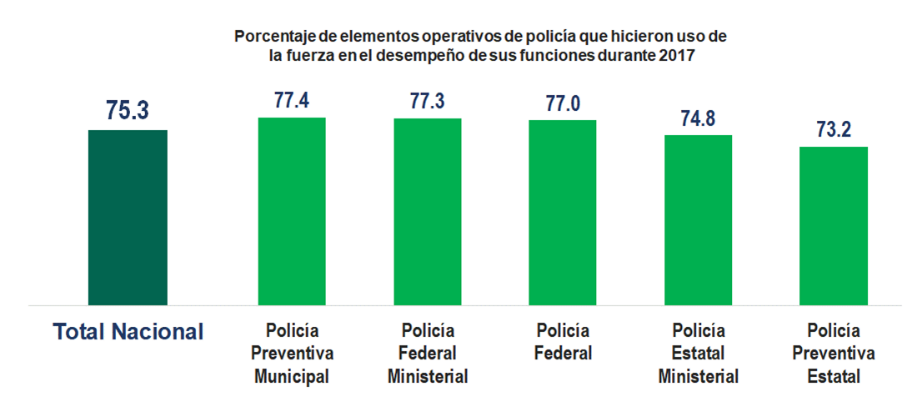 Porcentaje de elementos operativos de policía que hicieron uso de
la fuerza en el desempeño de sus funciones durante 2017
75.3
77.4
77.3
77.0
74.8
73.2
Total Nacional
Policía
Preventiva
Municipal
Policía
Federal
Ministerial
Policía
Federal
Policía
Estatal
Ministerial
Policía
Preventiva
Estatal